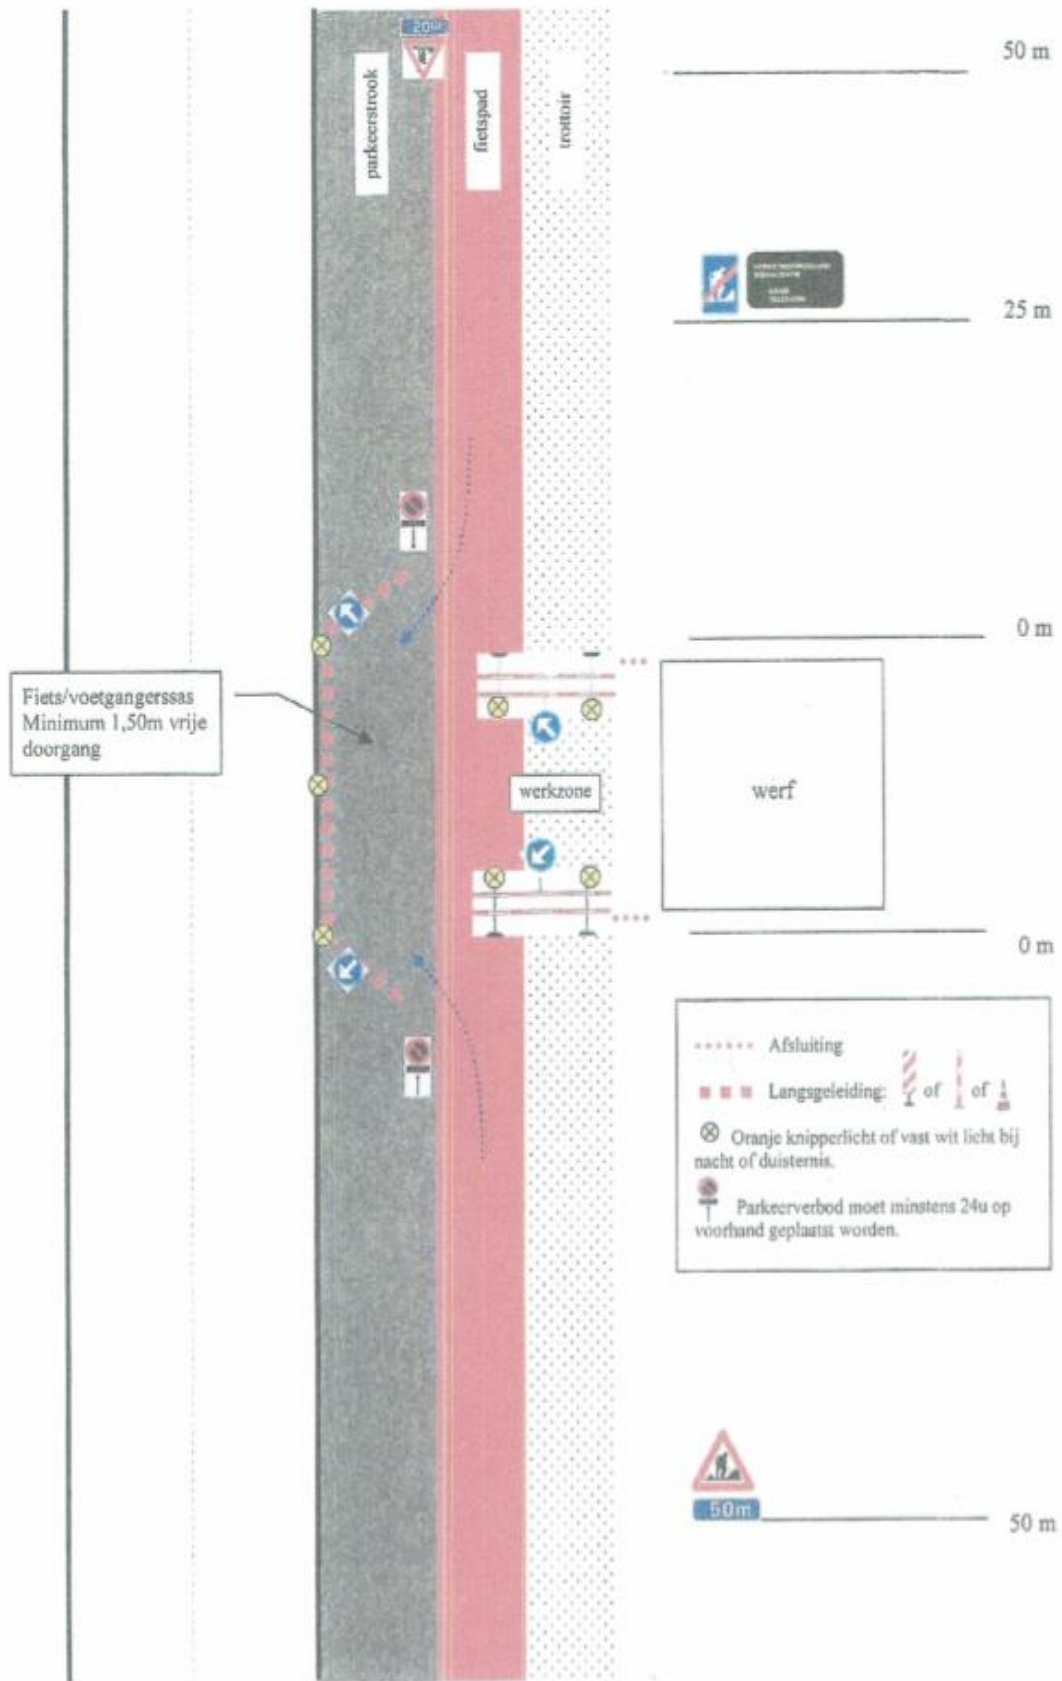 50 m
parkeerstrook
fietspad
trottoir
25 m
0 m
Fiets/voetgangerssas
Minimum 1,50m vrije
doorgang
werkzone
werf
0 m
Afsluiting
Langsgeleiding: of of
Oranje knipperlicht of vast wit licht bij
nacht of duisternis.
Parkeerverbod moet minstens 24u op
voorhand geplaatst worden.
50m
50 m